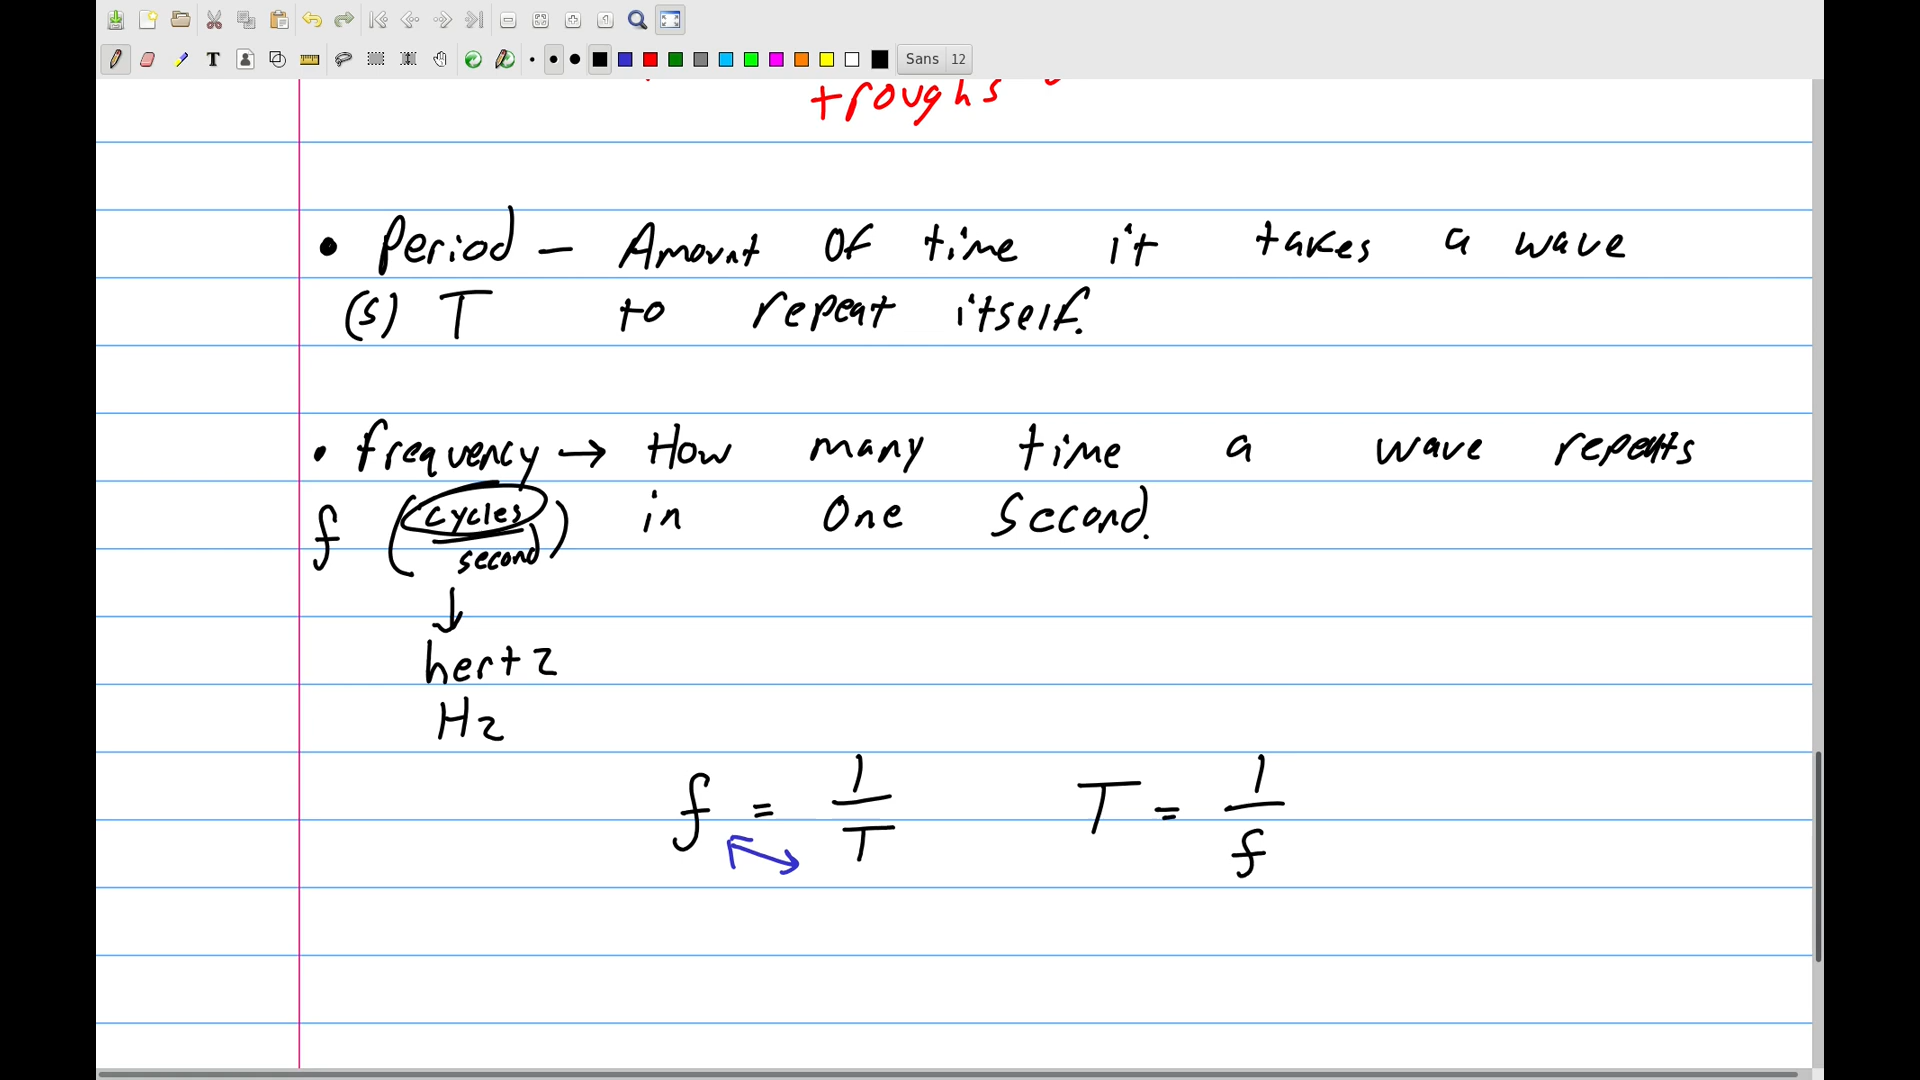 Sans 12
troughs
• Period – Amount Of time it takes a wave
(s) T to repeat itself.
• frequency → How many time a wave repeats
f (cycles/second) in One Second.
↓
hertz
Hz
f = 1/T T = 1/f